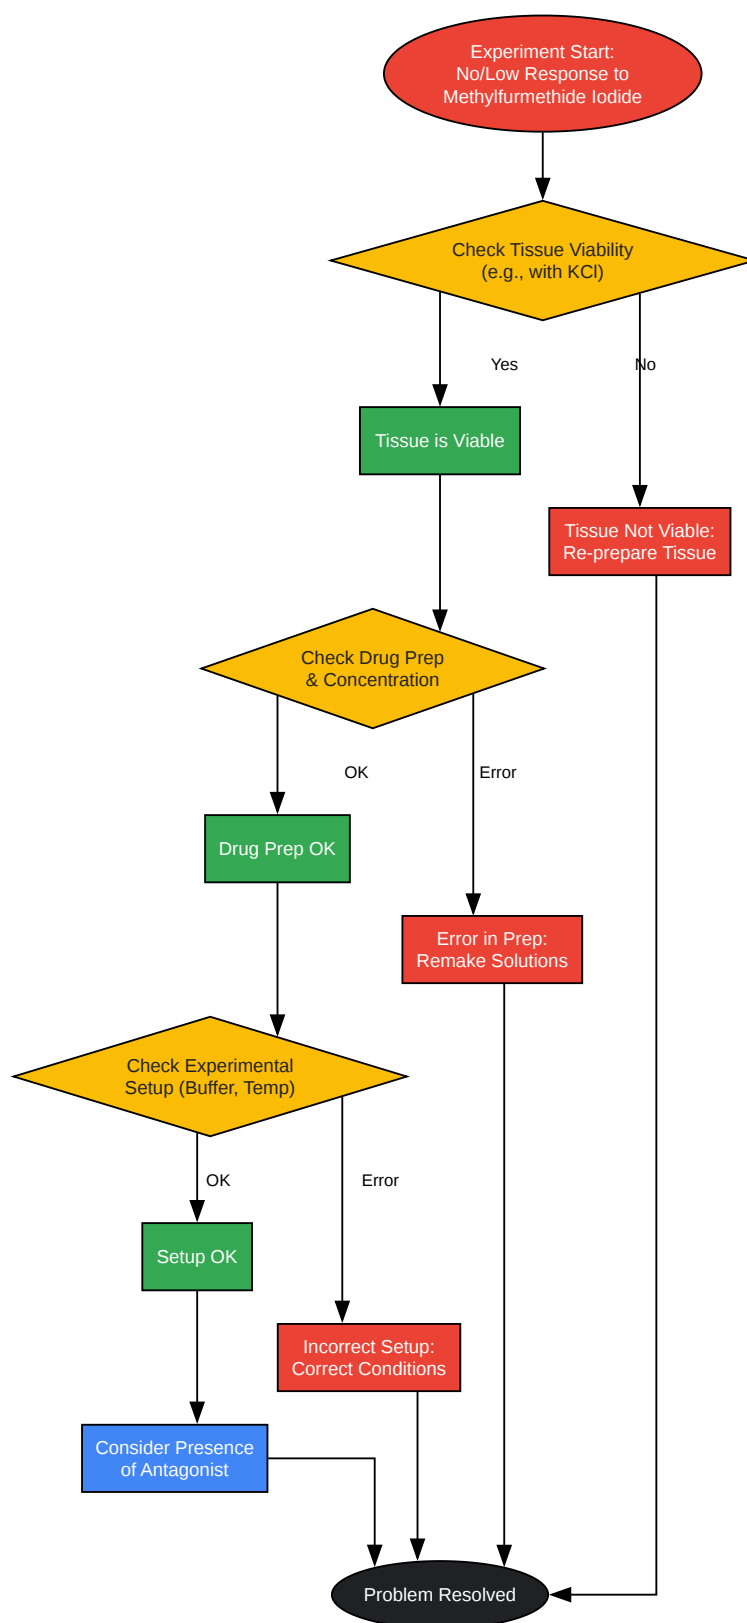 Experiment Start:
No/Low Response to
Methylfurmethide Iodide
Check Tissue Viability
(e.g., with KCl)
Yes
No
Tissue is Viable
Tissue Not Viable:
Re-prepare Tissue
Check Drug Prep
& Concentration
OK
Error
Drug Prep OK
Error in Prep:
Remake Solutions
Check Experimental
Setup (Buffer, Temp)
OK
Error
Setup OK
Incorrect Setup:
Correct Conditions
Consider Presence
of Antagonist
Problem Resolved